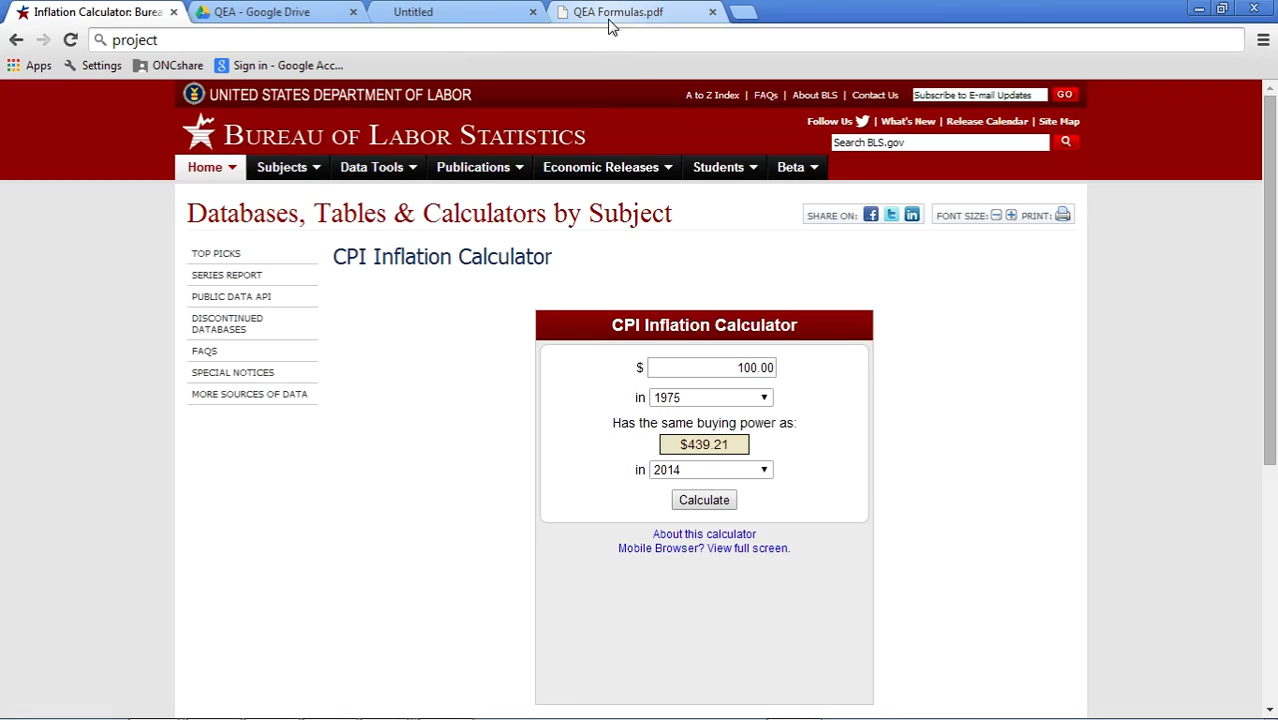 Inflation Calculator: Burea
QEA - Google Drive
Untitled
QEA Formulas.pdf
project
Apps
Settings
ONCshare
Sign in - Google Acc...
UNITED STATES DEPARTMENT OF LABOR
A to Z Index | FAQs | About BLS | Contact Us
Subscribe to E-mail Updates
GO
BUREAU OF LABOR STATISTICS
Follow Us | What's New | Release Calendar | Site Map
Search BLS.gov
Home
Subjects
Data Tools
Publications
Economic Releases
Students
Beta
Databases, Tables & Calculators by Subject
SHARE ON:
FONT SIZE:
PRINT:
TOP PICKS
SERIES REPORT
PUBLIC DATA API
DISCONTINUED
DATABASES
FAQS
SPECIAL NOTICES
MORE SOURCES OF DATA
CPI Inflation Calculator
CPI Inflation Calculator
$ 100.00
in 1975
Has the same buying power as:
$439.21
in 2014
Calculate
About this calculator
Mobile Browser? View full screen.